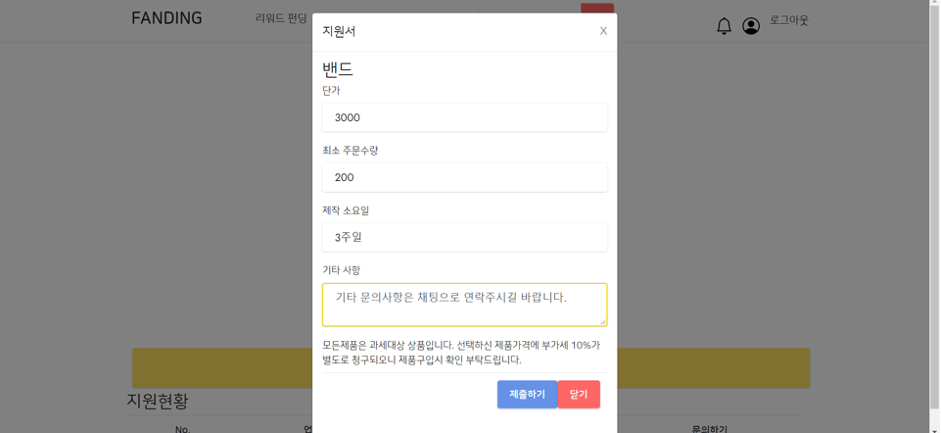 FANDING
리워드 펀딩
로그아웃
지원서
X
밴드
단가
3000
최소 주문수량
200
제작 소요일
3주일
기타 사항
기타 문의사항은 채팅으로 연락주시길 바랍니다.
모든제품은 과세대상 상품입니다. 선택하신 제품가격에 부가세 10%가
별도로 청구되오니 제품구입시 확인 부탁드립니다.
제출하기
닫기
지원현황
No.
문의하기